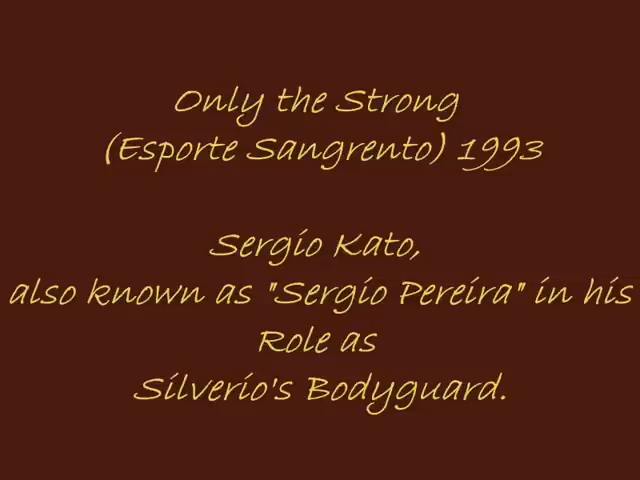 Only the Strong
(Esporte Sangrento) 1993
Sergio Kato,
also known as "Sergio Pereira" in his
Role as
Silverio's Bodyguard.